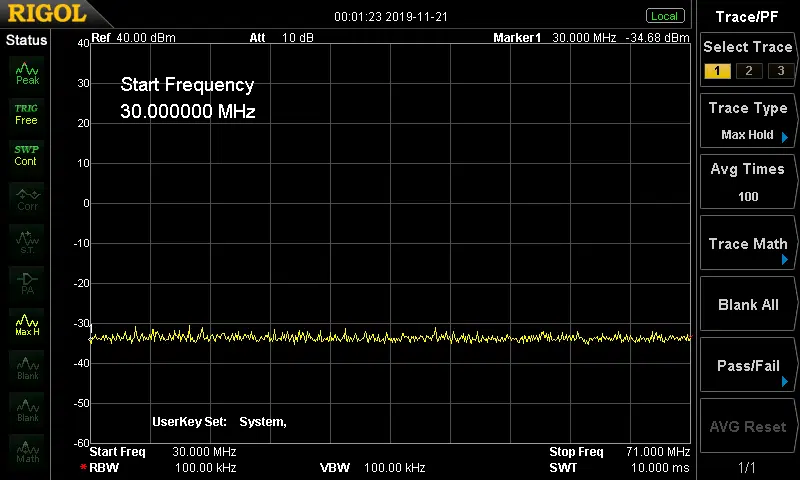 RIGOL
00:01:23 2019-11-21
Local
Status
Ref 40.00 dBm Att 10 dB Marker1 30.000 MHz -34.68 dBm
Peak
TRIG
Free
SWP
Cont
Corr
S.T.
PA
Max H
Blank
Blank
Math
40
30
20
10
0
-10
-20
-30
-40
-50
-60
Start Frequency
30.000000 MHz
UserKey Set: System,
Start Freq 30.000 MHz Stop Freq 71.000 MHz
*RBW 100.00 kHz VBW 100.00 kHz SWT 10.000 ms
Trace/PF
Select Trace
1 2 3
Trace Type
Max Hold
Avg Times
100
Trace Math
Blank All
Pass/Fail
AVG Reset
1/1